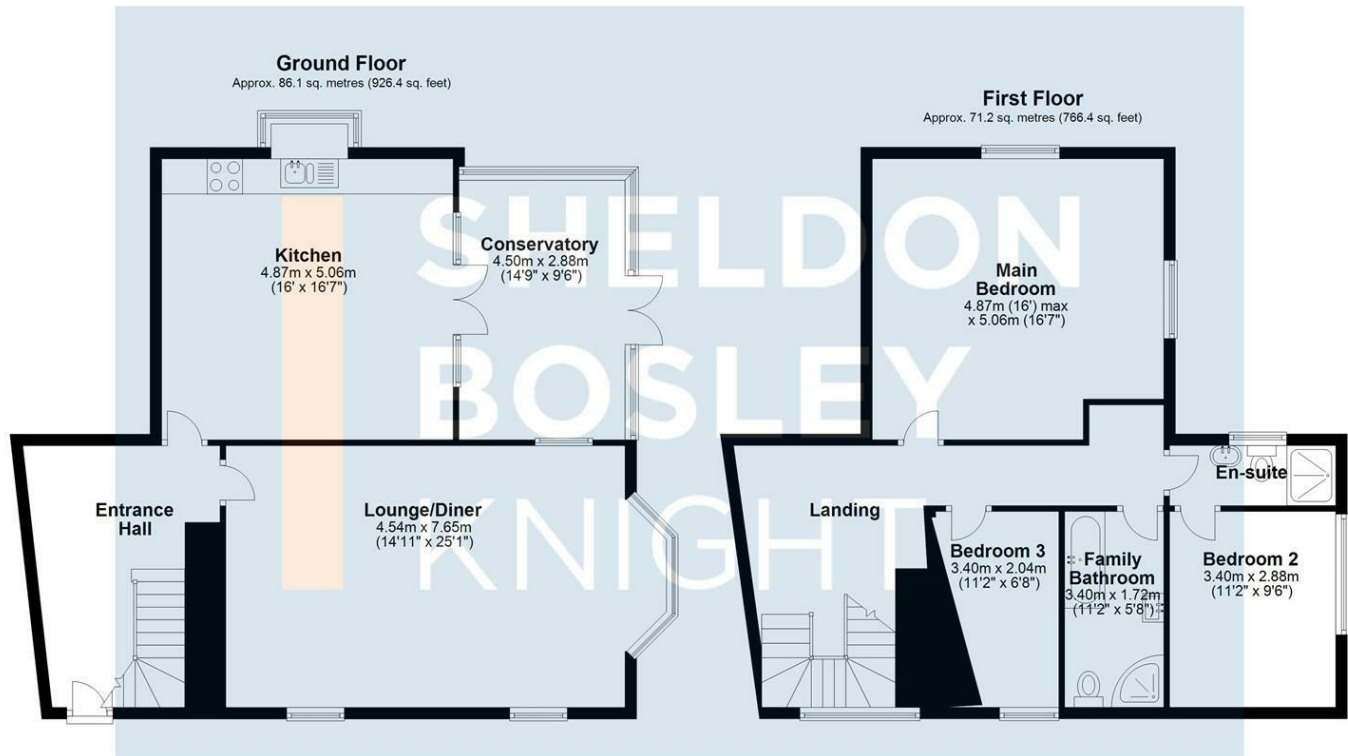 Ground Floor
Approx. 86.1 sq. metres (926.4 sq. feet)
Kitchen
4.87m x 5.06m
(16' x 16'7")
Conservatory
4.50m x 2.88m
(14'9" x 9'6")
Entrance
Hall
Lounge/Diner
4.54m x 7.65m
(14'11" x 25'1")
First Floor
Approx. 71.2 sq. metres (766.4 sq. feet)
Main
Bedroom
4.87m (16') max
x 5.06m (16'7")
En-suite
Landing
Bedroom 3
3.40m x 2.04m
(11'2" x 6'8")
Family
Bathroom
3.40m x 1.72m
(11'2" x 5'8")
Bedroom 2
3.40m x 2.88m
(11'2" x 9'6")
SHELDON
BOSLEY
KNIGHT